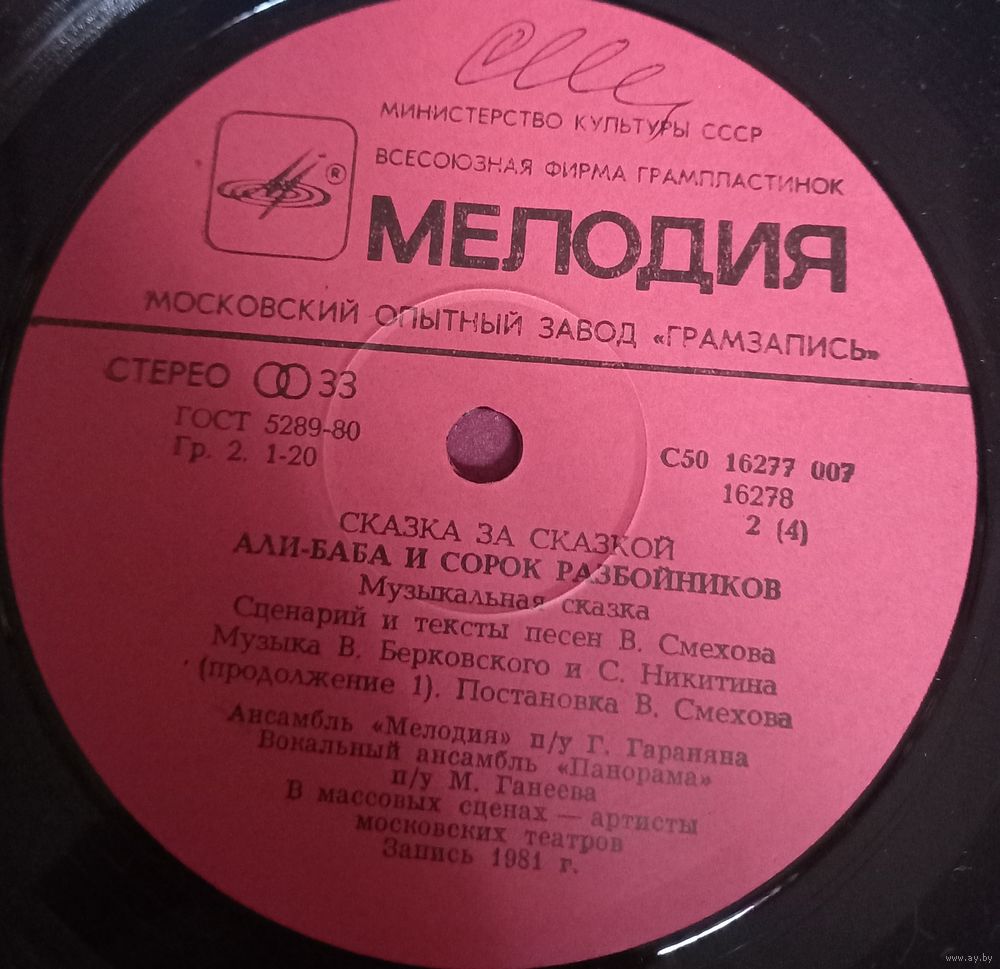 МИНИСТЕРСТВО КУЛЬТУРЫ СССР
ВСЕСОЮЗНАЯ ФИРМА ГРАМПЛАСТИНОК
®
МЕЛОДИЯ
МОСКОВСКИЙ ОПЫТНЫЙ ЗАВОД «ГРАМЗАПИСЬ»
СТЕРЕО 33
ГОСТ 5289-80
Гр. 2. 1-20
С50 16277 007
16278
2 (4)
СКАЗКА ЗА СКАЗКОЙ
АЛИ-БАБА И СОРОК РАЗБОЙНИКОВ
Музыкальная сказка
Сценарий и тексты песен В. Смехова
Музыка В. Берковского и С. Никитина
(продолжение 1). Постановка В. Смехова
Ансамбль «Мелодия» п/у Г. Гараняна
Вокальный ансамбль «Панорама»
п/у М. Ганеева
В массовых сценах — артисты
московских театров
Запись 1981 г.
www.ay.by